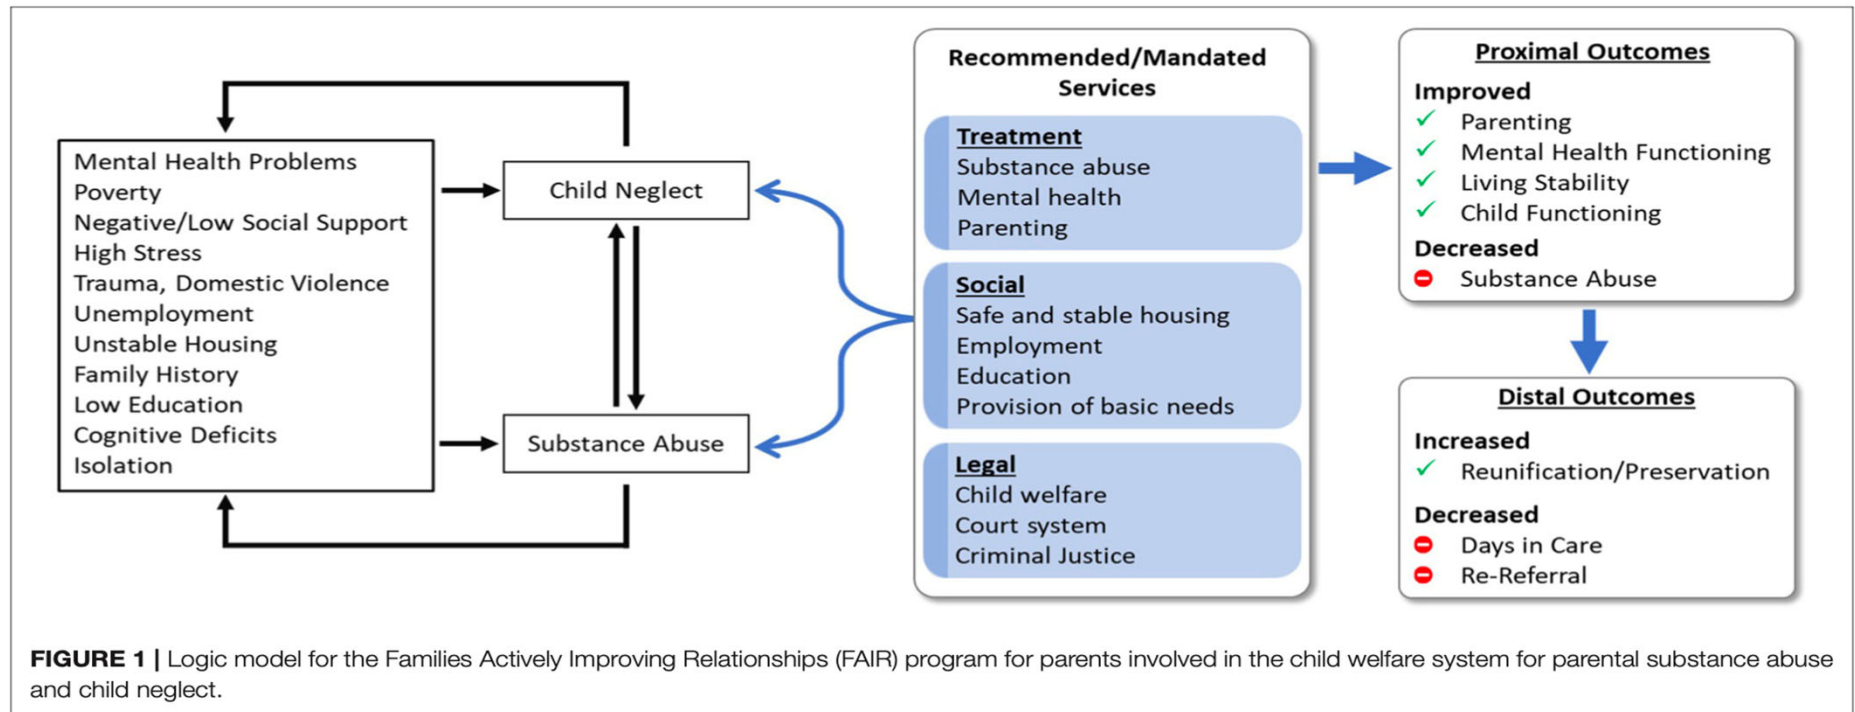 Mental Health Problems
Poverty
Negative/Low Social Support
High Stress
Trauma, Domestic Violence
Unemployment
Unstable Housing
Family History
Low Education
Cognitive Deficits
Isolation
Child Neglect
Substance Abuse
Recommended/Mandated
Services
Treatment
Substance abuse
Mental health
Parenting
Social
Safe and stable housing
Employment
Education
Provision of basic needs
Legal
Child welfare
Court system
Criminal Justice
Proximal Outcomes
Improved
Parenting
Mental Health Functioning
Living Stability
Child Functioning
Decreased
Substance Abuse
Distal Outcomes
Increased
Reunification/Preservation
Decreased
Days in Care
Re-Referral
FIGURE 1 | Logic model for the Families Actively Improving Relationships (FAIR) program for parents involved in the child welfare system for parental substance abuse
and child neglect.